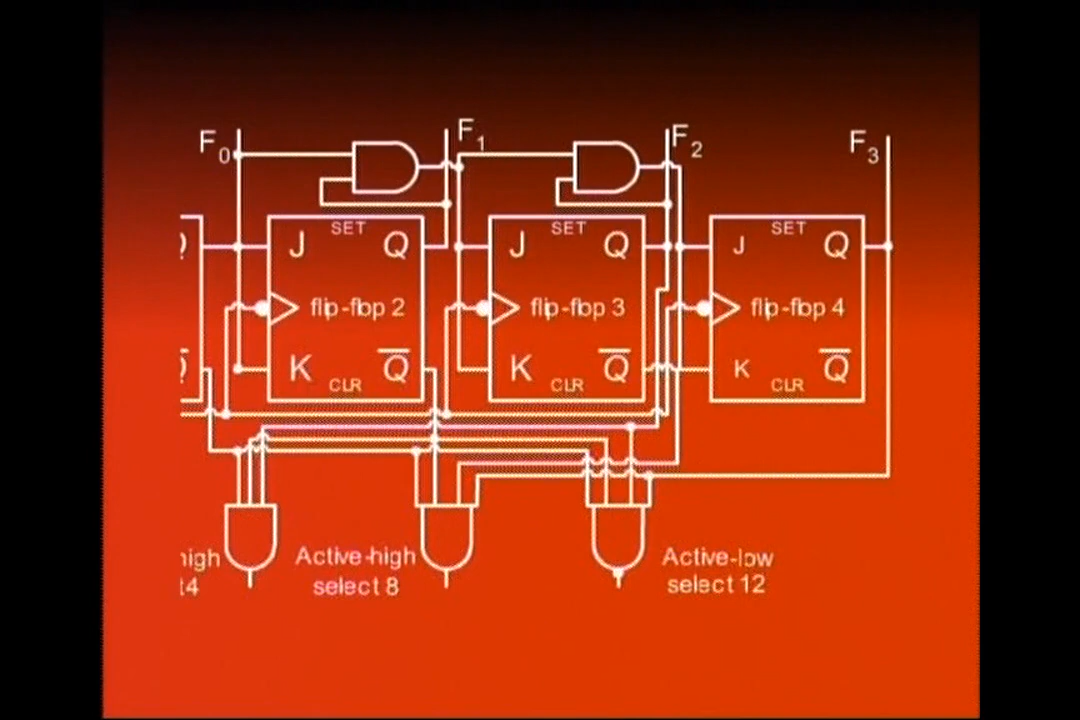 F0
F1
F2
F3
SET
SET
SET
J Q
J Q
J Q
flip-flop 2
flip-flop 3
flip-flop 4
K Q
K Q
K Q
CLR
CLR
CLR
Active-high
select 8
Active-low
select 12